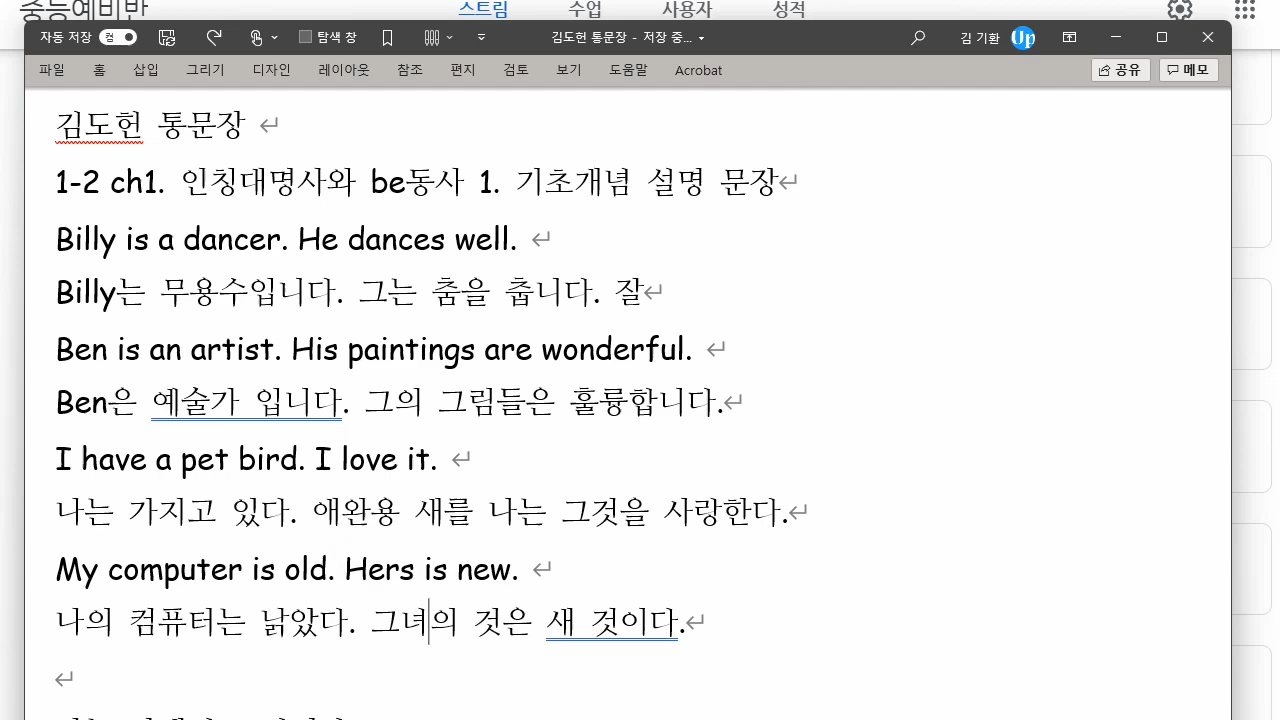 중등예비반
스트림 수업 사용자 성적
자동 저장 컴 탐색 창 김도헌 통문장 - 저장 중... 김 기환 Up
파일 홈 삽입 그리기 디자인 레이아웃 참조 편지 검토 보기 도움말 Acrobat 공유 메모
김도헌 통문장
1-2 ch1. 인칭대명사와 be동사 1. 기초개념 설명 문장
Billy is a dancer. He dances well.
Billy는 무용수입니다. 그는 춤을 춥니다. 잘
Ben is an artist. His paintings are wonderful.
Ben은 예술가 입니다. 그의 그림들은 훌륭합니다.
I have a pet bird. I love it.
나는 가지고 있다. 애완용 새를 나는 그것을 사랑한다.
My computer is old. Hers is new.
나의 컴퓨터는 낡았다. 그녀의 것은 새 것이다.